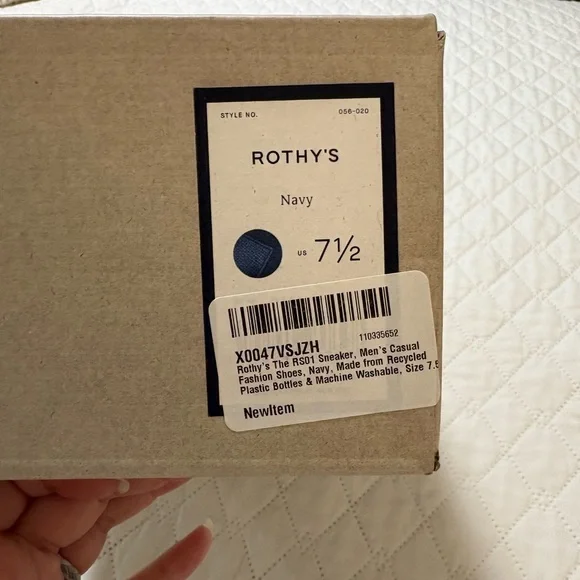 STYLE NO. 056-020
ROTHY'S
Navy
US 7½
X0047VSJZH 110335652
Rothy's The RS01 Sneaker, Men's Casual
Fashion Shoes, Navy, Made from Recycled
Plastic Bottles & Machine Washable, Size 7.5
NewItem